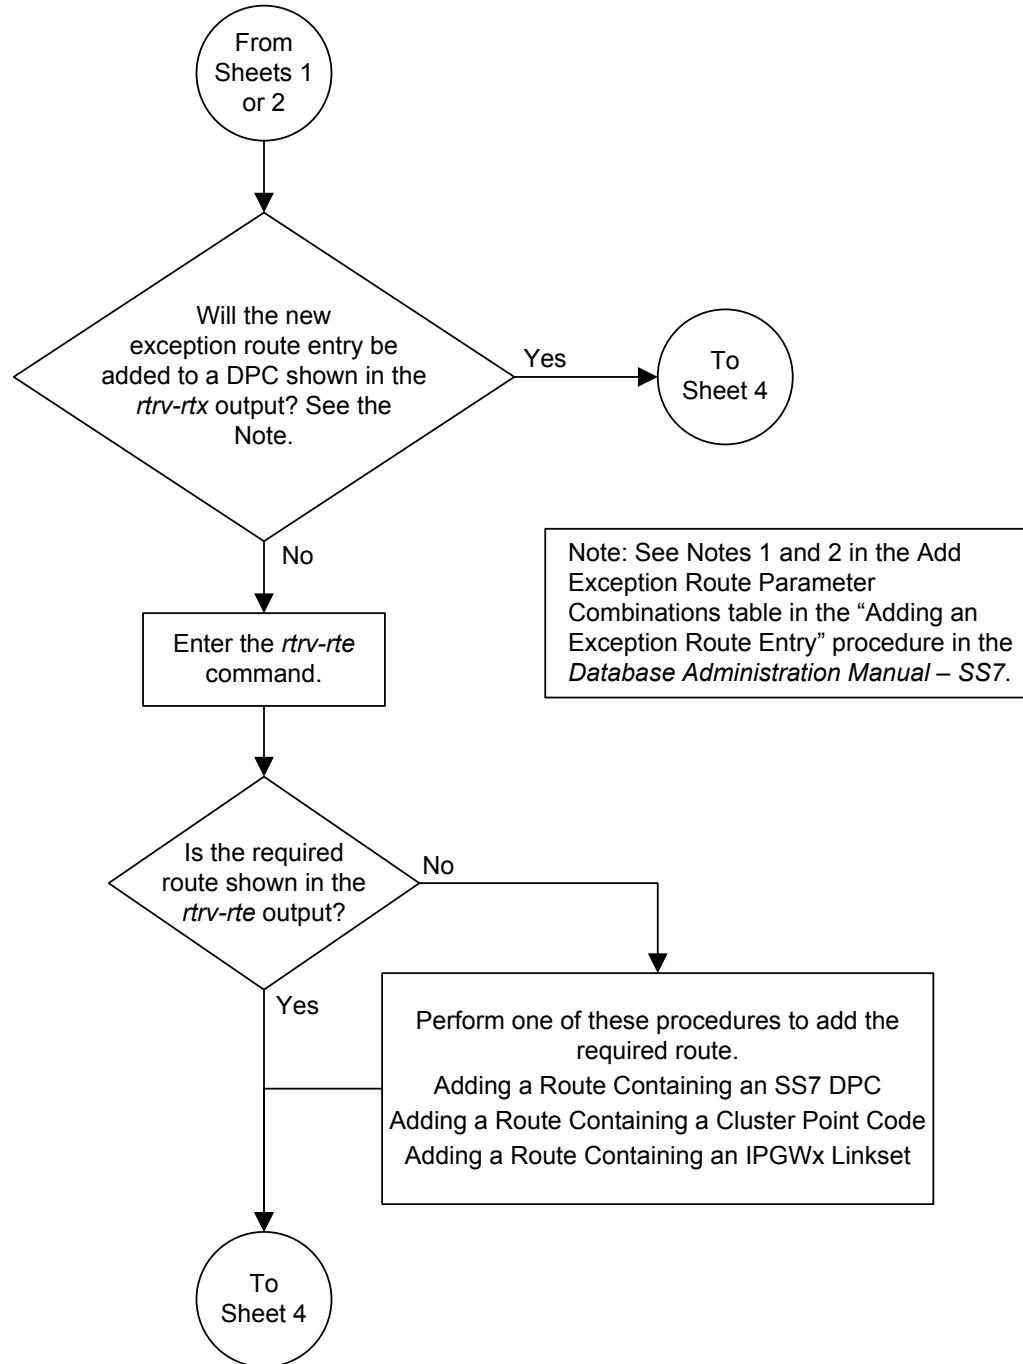 From
Sheets 1
or 2
Will the new
exception route entry be
added to a DPC shown in the
rtrv-rtx output? See the
Note.
Yes
To
Sheet 4
No
Note: See Notes 1 and 2 in the Add
Exception Route Parameter
Combinations table in the “Adding an
Exception Route Entry” procedure in the
Database Administration Manual – SS7.
Enter the rtrv-rte
command.
Is the required
route shown in the
rtrv-rte output?
No
Yes
Perform one of these procedures to add the
required route.
Adding a Route Containing an SS7 DPC
Adding a Route Containing a Cluster Point Code
Adding a Route Containing an IPGWx Linkset
To
Sheet 4